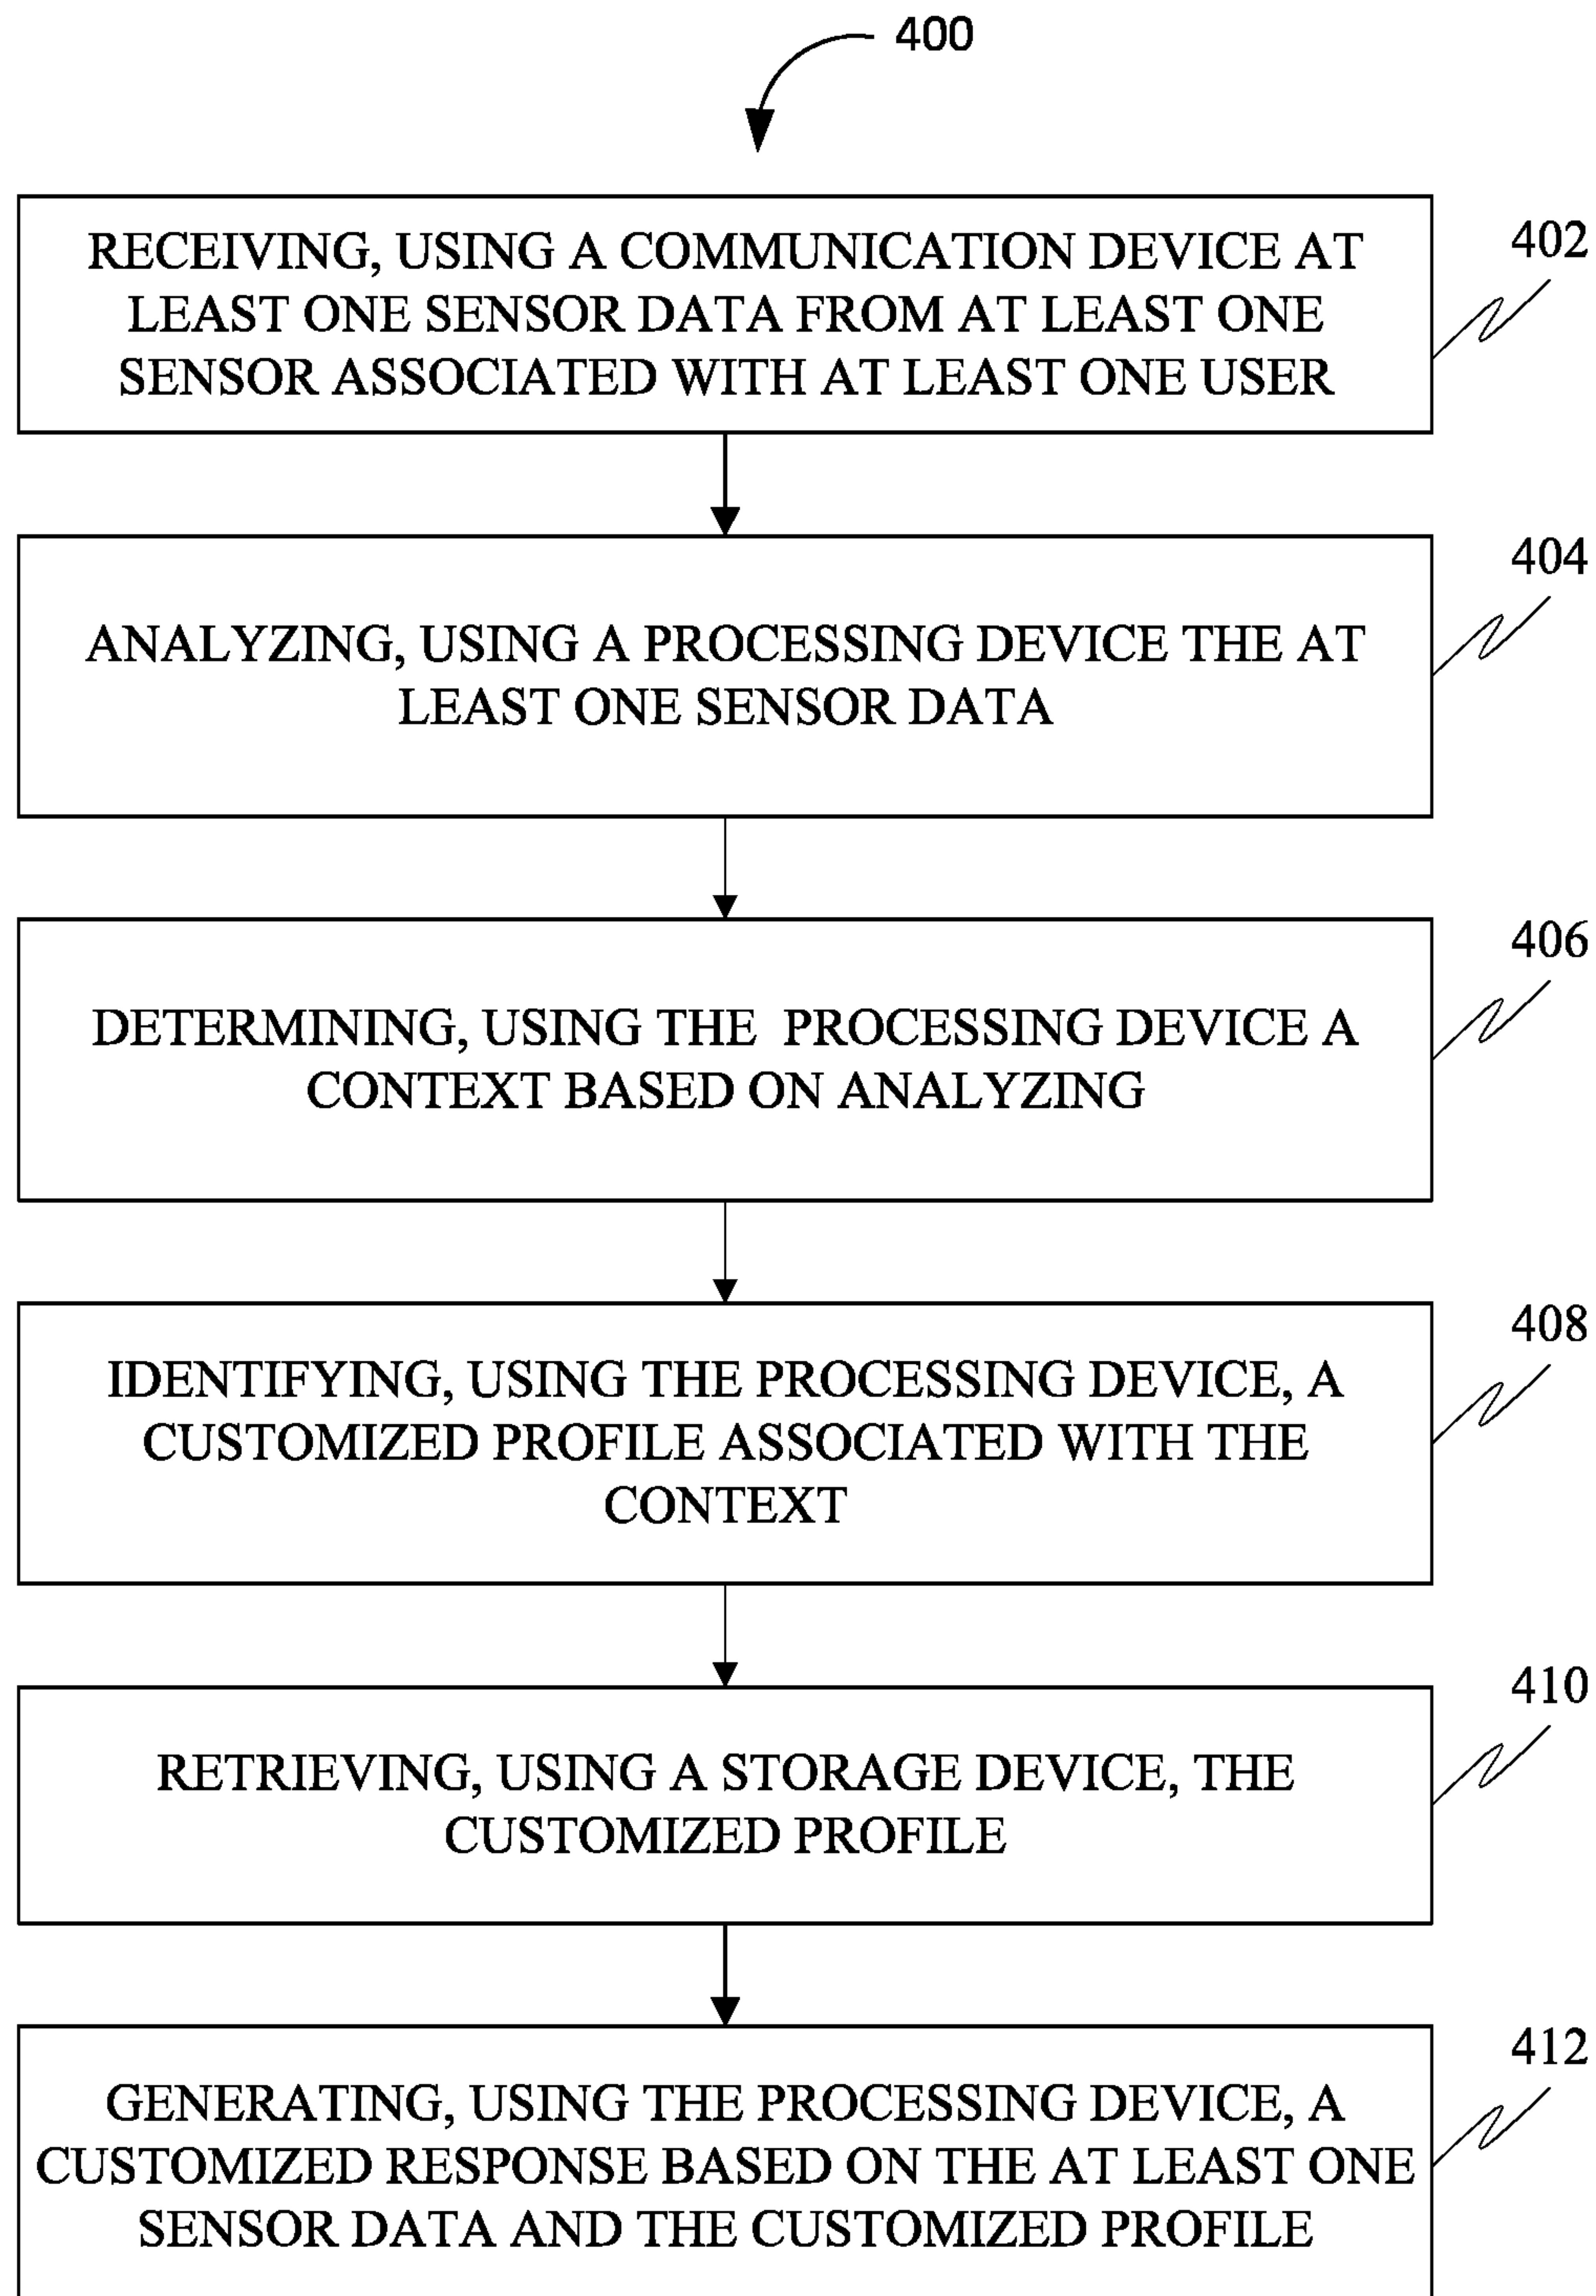 400
402
RECEIVING, USING A COMMUNICATION DEVICE AT
LEAST ONE SENSOR DATA FROM AT LEAST ONE
SENSOR ASSOCIATED WITH AT LEAST ONE USER
404
ANALYZING, USING A PROCESSING DEVICE THE AT
LEAST ONE SENSOR DATA
406
DETERMINING, USING THE  PROCESSING DEVICE A
CONTEXT BASED ON ANALYZING
408
IDENTIFYING, USING THE PROCESSING DEVICE, A
CUSTOMIZED PROFILE ASSOCIATED WITH THE
CONTEXT
410
RETRIEVING, USING A STORAGE DEVICE, THE
CUSTOMIZED PROFILE
412
GENERATING, USING THE PROCESSING DEVICE, A
CUSTOMIZED RESPONSE BASED ON THE AT LEAST ONE
SENSOR DATA AND THE CUSTOMIZED PROFILE